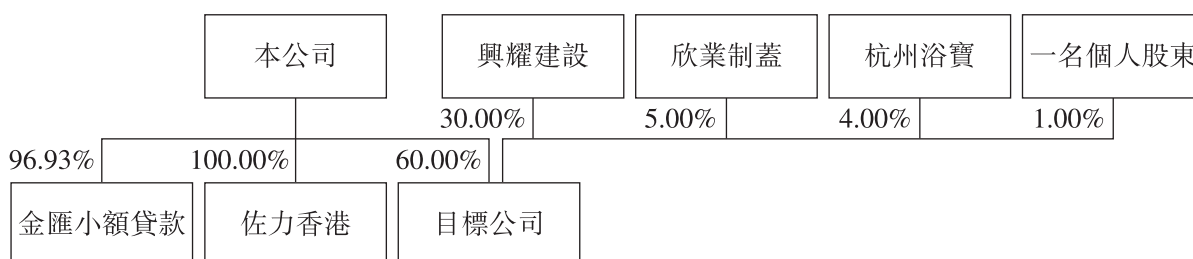 本公司
興耀建設
欣業制蓋
杭州浴寶
一名個人股東
30.00%
5.00%
4.00%
1.00%
96.93%
100.00%
60.00%
金匯小額貸款
佐力香港
目標公司